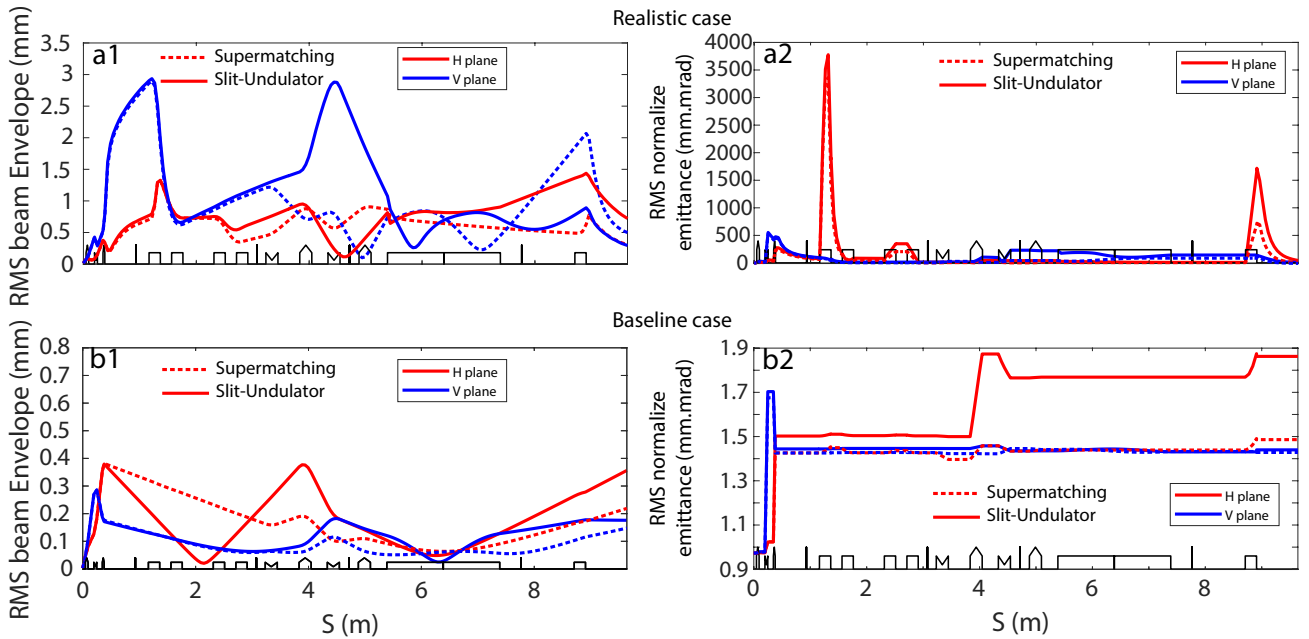 Realistic case
RMS beam Envelope (mm)
3.5
3
2.5
2
1.5
1
0.5
0
a1
Supermatching
Slit-Undulator
H plane
V plane
0 2 4 6 8
RMS normalize
emittance (mm.mrad)
4000
3500
3000
2500
2000
1500
1000
500
0
a2
Supermatching
Slit-Undulator
H plane
V plane
0 2 4 6 8
Baseline case
RMS beam Envelope (mm)
0.8
0.7
0.6
0.5
0.4
0.3
0.2
0.1
0
b1
Supermatching
Slit-Undulator
H plane
V plane
0 2 4 6 8
S (m)
RMS normalize
emittance (mm.mrad)
1.9
1.7
1.5
1.3
1.1
0.9
b2
Supermatching
Slit-Undulator
H plane
V plane
0 2 4 6 8
S (m)